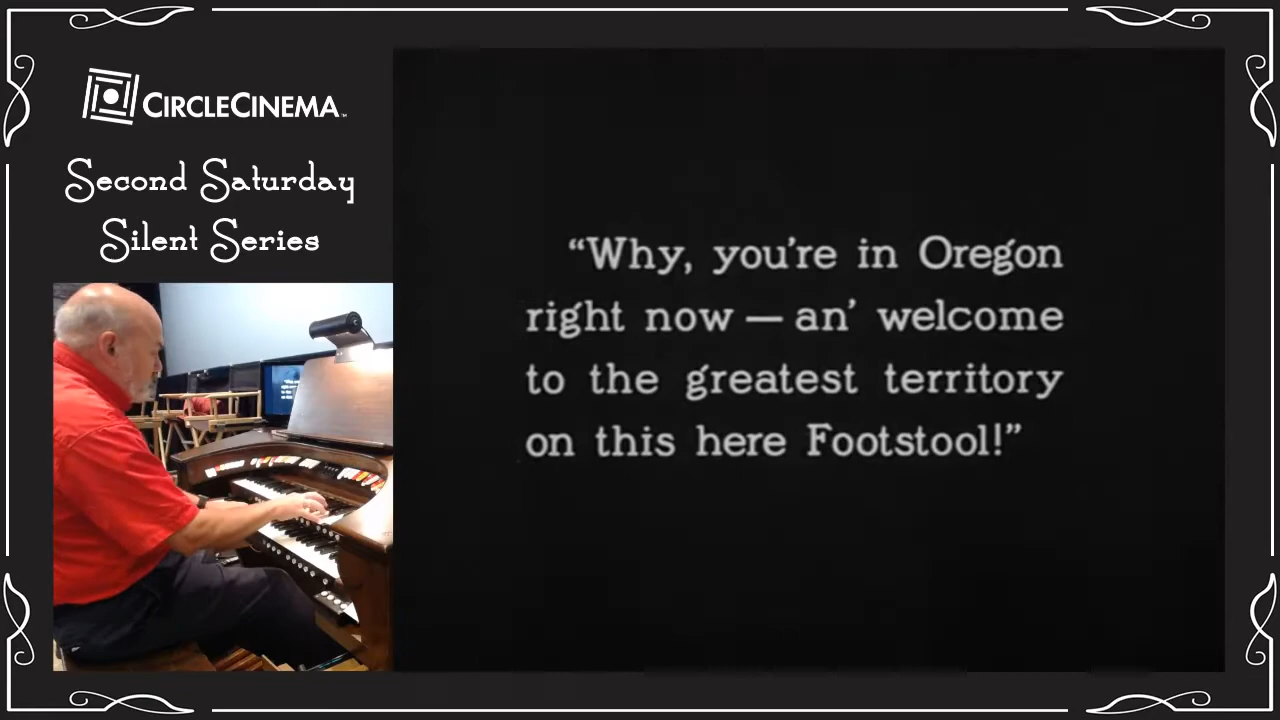 CIRCLECINEMA™
Second Saturday
Silent Series
“Why, you’re in Oregon
right now — an’ welcome
to the greatest territory
on this here Footstool!”